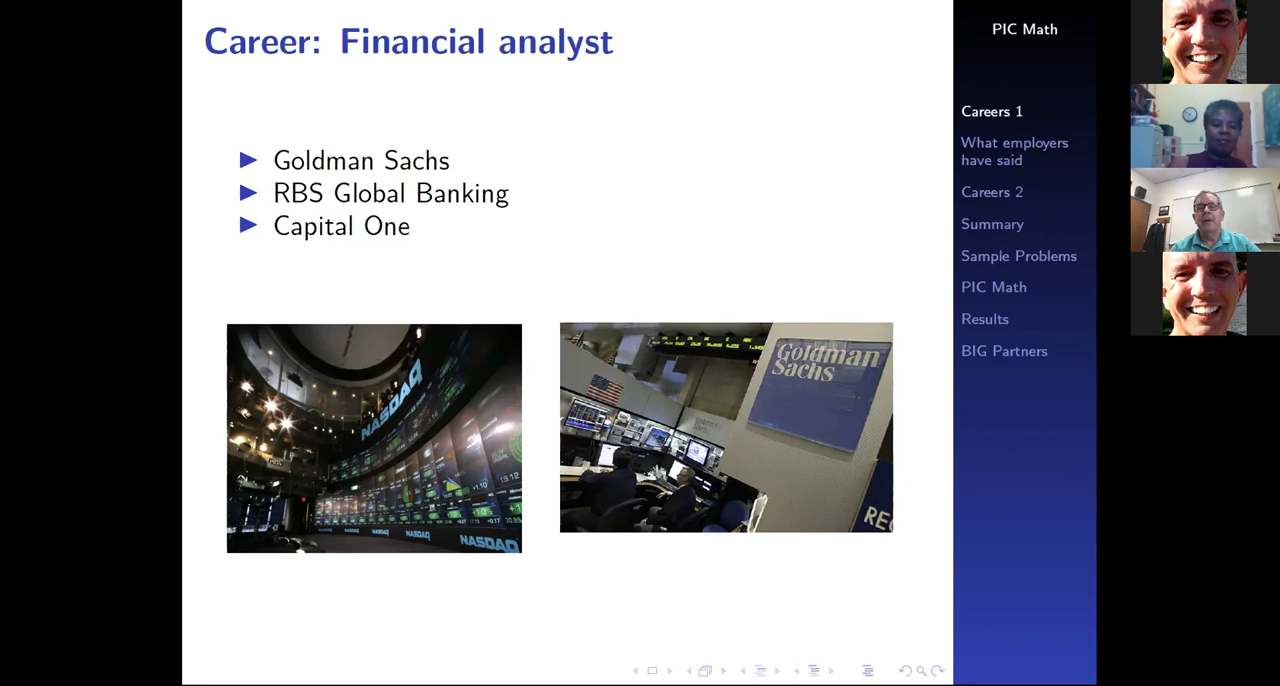 Career: Financial analyst
Goldman Sachs
RBS Global Banking
Capital One
NASDAQ
NASDAQ
Goldman
Sachs
REC
PIC Math
Careers 1
What employers
have said
Careers 2
Summary
Sample Problems
PIC Math
Results
BIG Partners